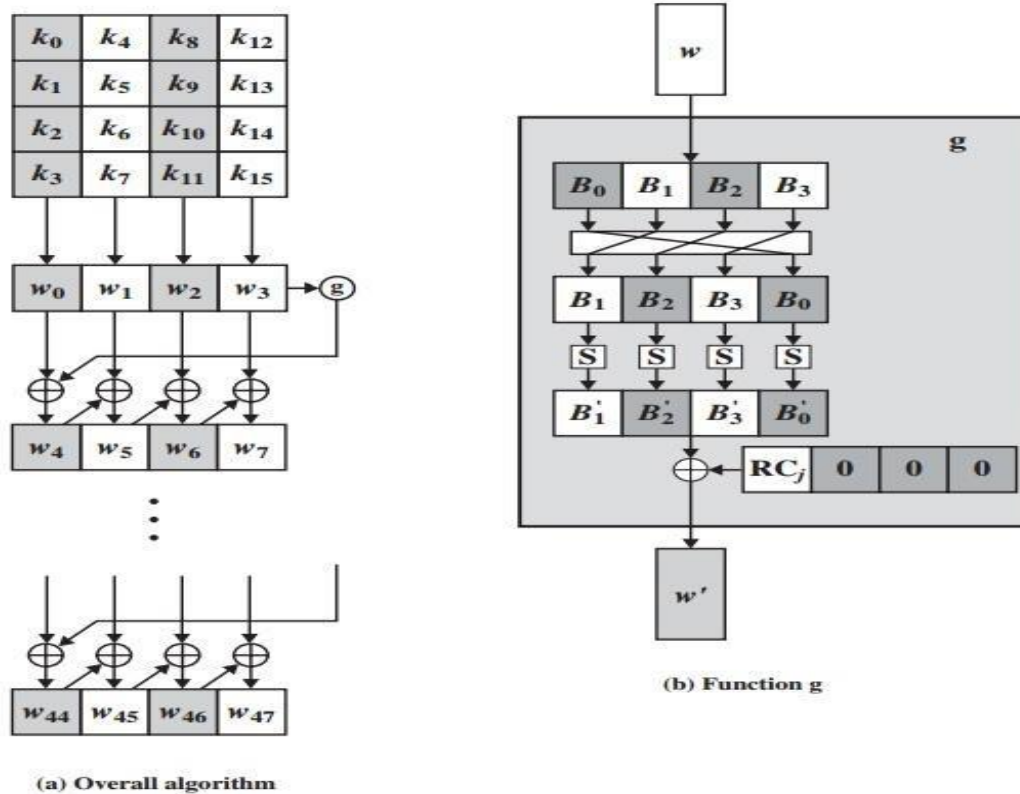 k0 k4 k8 k12
k1 k5 k9 k13
k2 k6 k10 k14
k3 k7 k11 k15
w0 w1 w2 w3 g
w4 w5 w6 w7
w44 w45 w46 w47
(a) Overall algorithm
w
g
B0 B1 B2 B3
B1 B2 B3 B0
S S S S
B'1 B'2 B'3 B'0
RCj 0 0 0
w'
(b) Function g